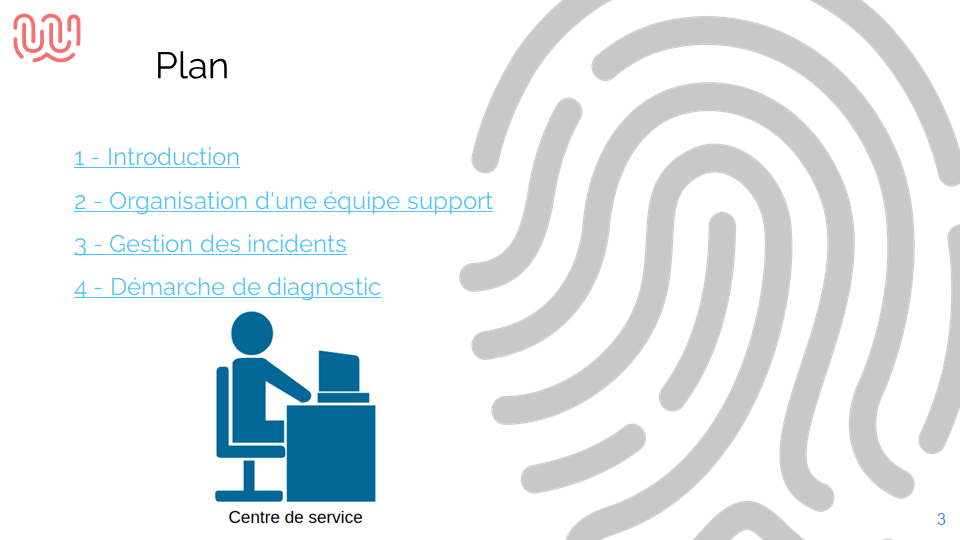 Plan
1 - Introduction
2 - Organisation d'une équipe support
3 - Gestion des incidents
4 - Démarche de diagnostic
Centre de service
3